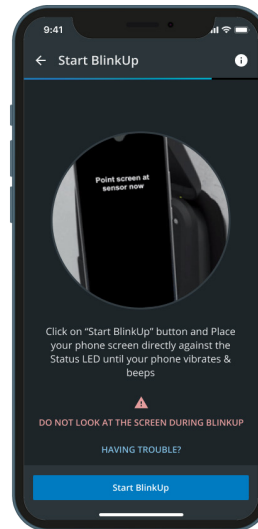 9:41
Start BlinkUp
Point screen at
sensor now
Click on "Start BlinkUp" button and Place
your phone screen directly against the
Status LED until your phone vibrates &
beeps
DO NOT LOOK AT THE SCREEN DURING BLINKUP
HAVING TROUBLE?
Start BlinkUp